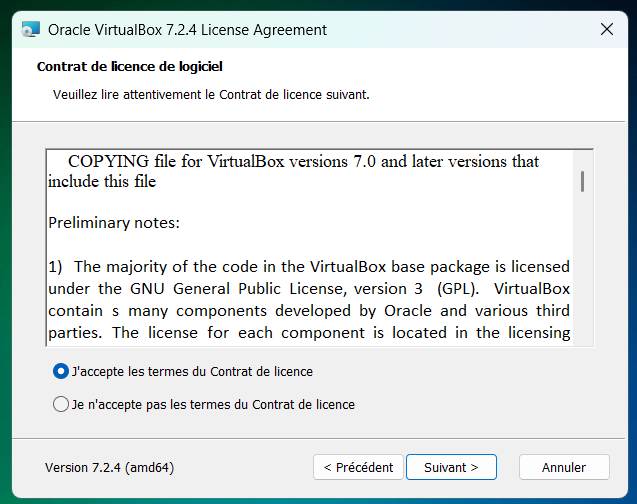 Oracle VirtualBox 7.2.4 License Agreement
Contrat de licence de logiciel
Veuillez lire attentivement le Contrat de licence suivant.
COPYING file for VirtualBox versions 7.0 and later versions that
include this file
Preliminary notes:
1) The majority of the code in the VirtualBox base package is licensed
under the GNU General Public License, version 3 (GPL). VirtualBox
contain s many components developed by Oracle and various third
parties. The license for each component is located in the licensing
J'accepte les termes du Contrat de licence
Je n'accepte pas les termes du Contrat de licence
Version 7.2.4 (amd64)
< Précédent
Suivant >
Annuler